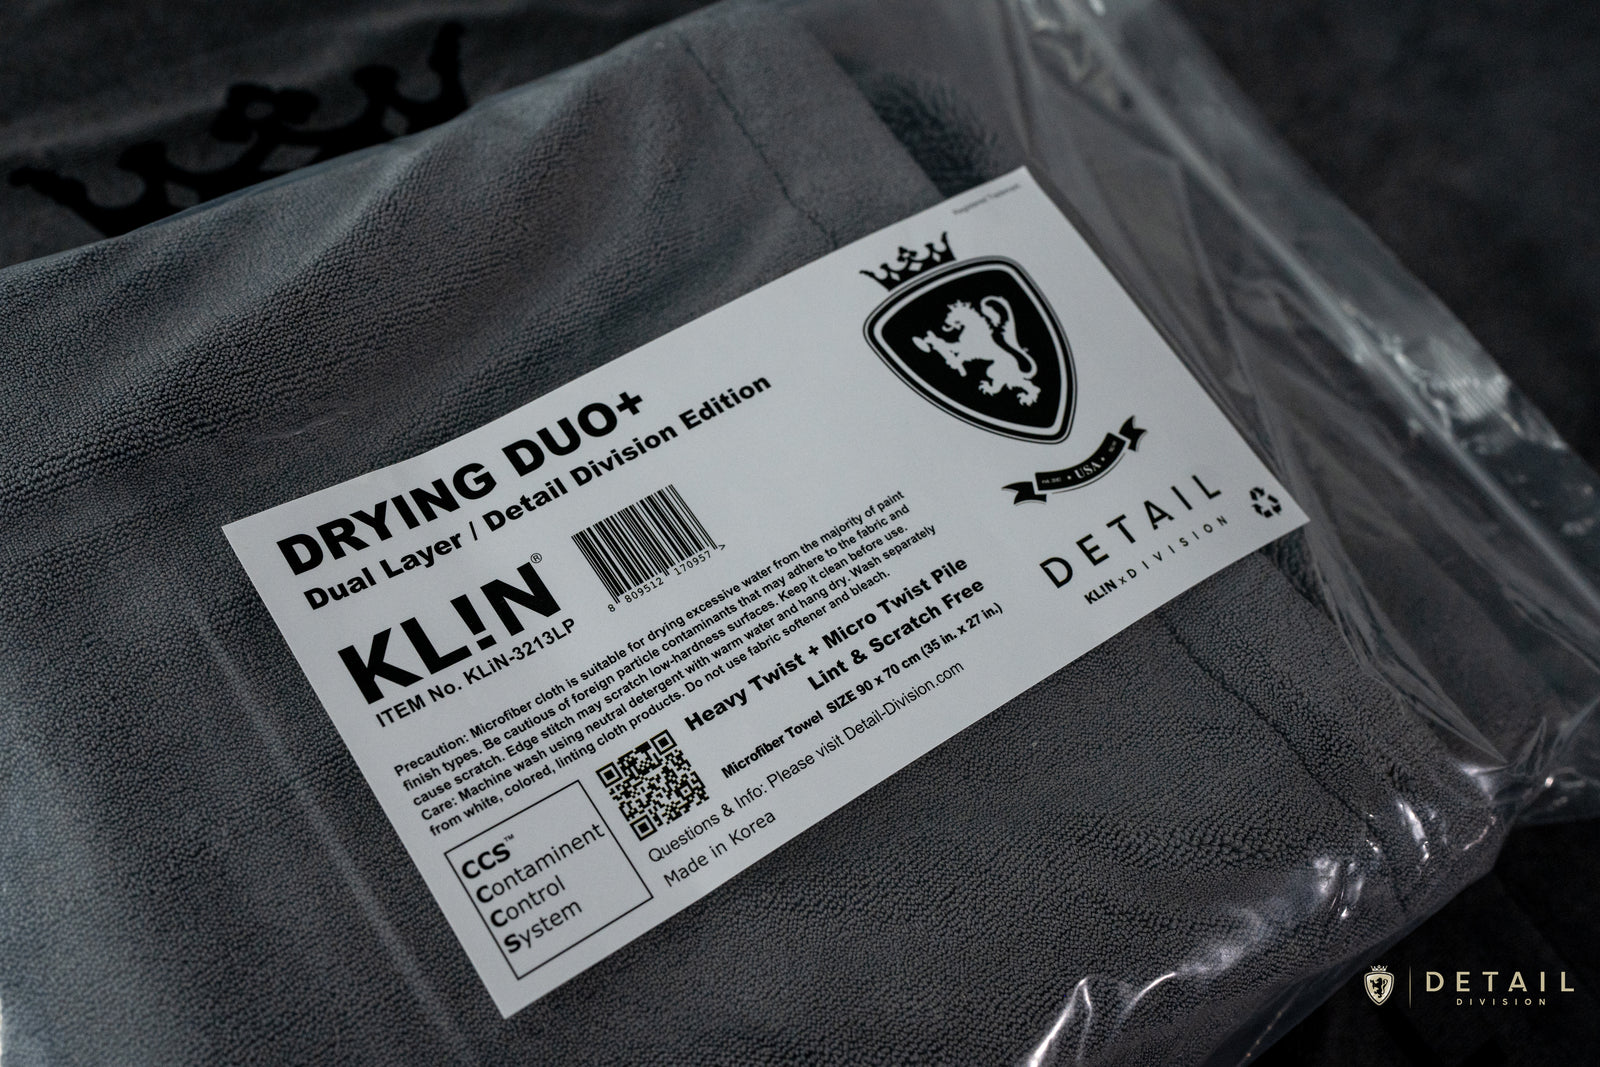 Registered Trademark
DRYING DUO+
Dual Layer / Detail Division Edition
KL!N®
ITEM No. KLiN-3213LP
8 809512 170957 >
Precaution: Microfiber cloth is suitable for drying excessive water from the majority of paint
finish types. Be cautious of foreign particle contaminants that may adhere to the fabric and
cause scratch. Edge stitch may scratch low-hardness surfaces. Keep it clean before use.
Care: Machine wash using neutral detergent with warm water and hang dry. Wash separately
from white, colored, linting cloth products. Do not use fabric softener and bleach.
Heavy Twist + Micro Twist Pile
Lint & Scratch Free
Microfiber Towel SIZE 90 x 70 cm (35 in. x 27 in.)
Questions & Info: Please visit Detail-Division.com
Made in Korea
CCS™
Contaminent
Control
System
• USA •
DETAIL
KL!N x DIVISION
DETAIL
DIVISION